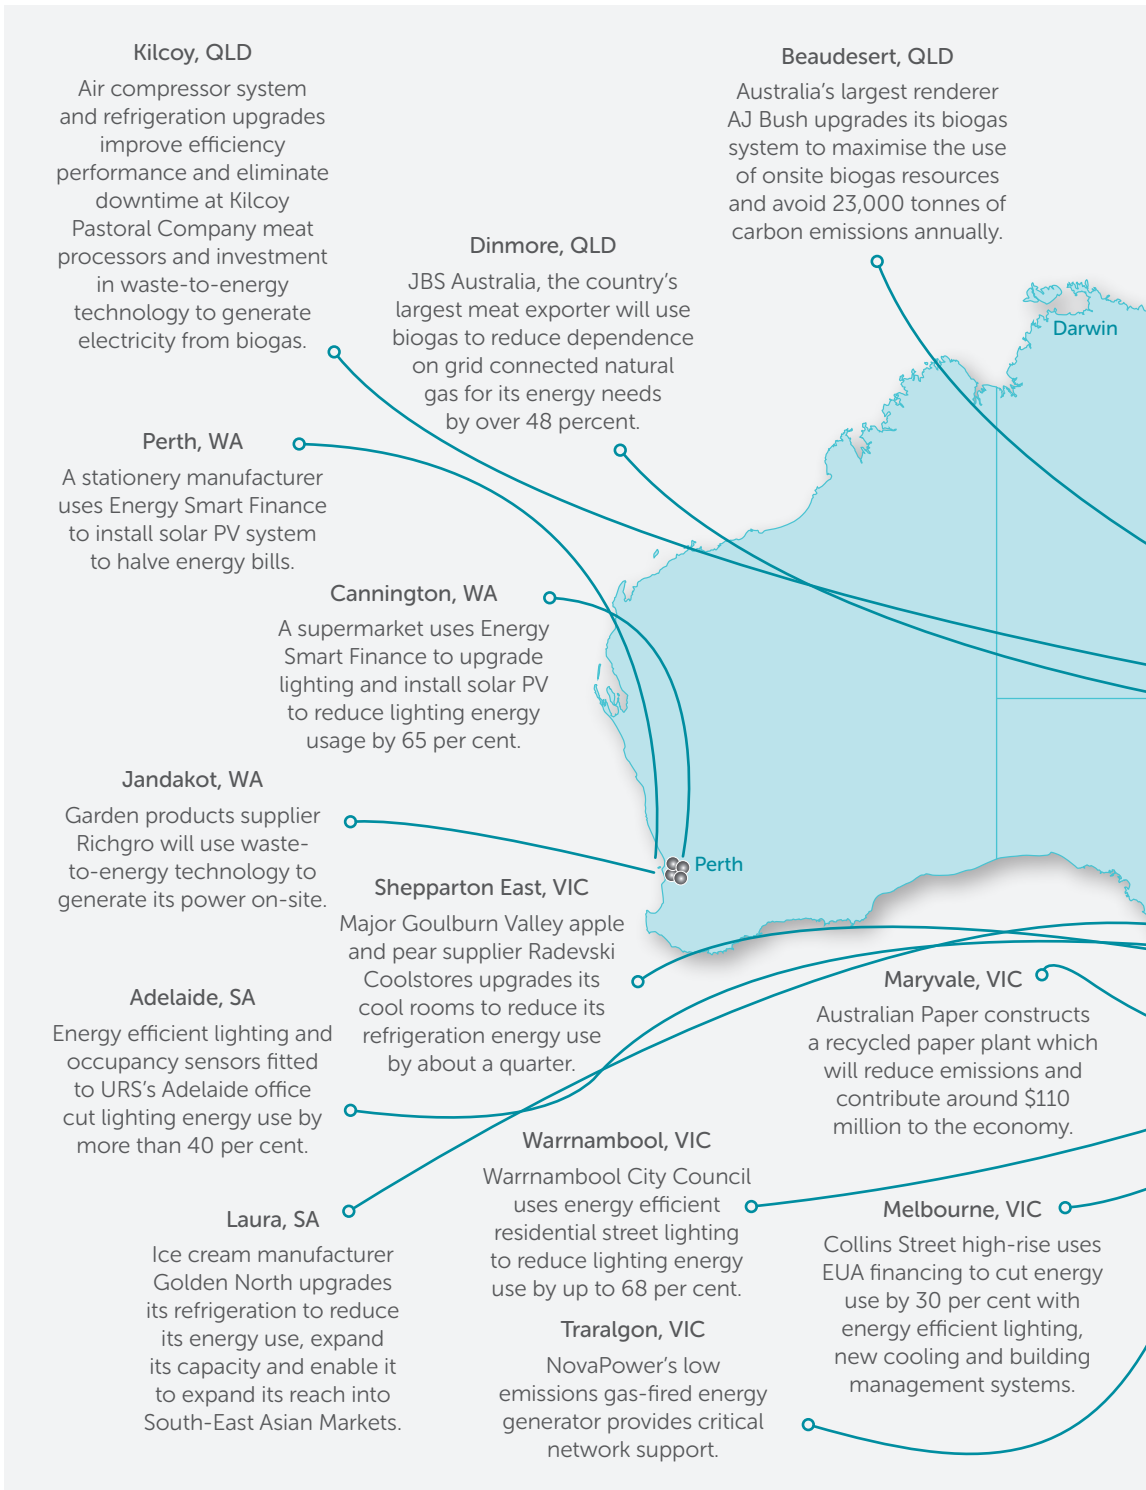 Kilcoy, QLD
Air compressor system
and refrigeration upgrades
improve efficiency
performance and eliminate
downtime at Kilcoy
Pastoral Company meat
processors and investment
in waste-to-energy
technology to generate
electricity from biogas.
Beaudesert, QLD
Australia's largest renderer
AJ Bush upgrades its biogas
system to maximise the use
of onsite biogas resources
and avoid 23,000 tonnes of
carbon emissions annually.
Dinmore, QLD
JBS Australia, the country's
largest meat exporter will use
biogas to reduce dependence
on grid connected natural
gas for its energy needs
by over 48 percent.
Darwin
Perth, WA
A stationery manufacturer
uses Energy Smart Finance
to install solar PV system
to halve energy bills.
Cannington, WA
A supermarket uses Energy
Smart Finance to upgrade
lighting and install solar PV
to reduce lighting energy
usage by 65 per cent.
Jandakot, WA
Garden products supplier
Richgro will use waste-
to-energy technology to
generate its power on-site.
Perth
Shepparton East, VIC
Major Goulburn Valley apple
and pear supplier Radevski
Coolstores upgrades its
cool rooms to reduce its
refrigeration energy use
by about a quarter.
Maryvale, VIC
Australian Paper constructs
a recycled paper plant which
will reduce emissions and
contribute around $110
million to the economy.
Adelaide, SA
Energy efficient lighting and
occupancy sensors fitted
to URS's Adelaide office
cut lighting energy use by
more than 40 per cent.
Warrnambool, VIC
Warrnambool City Council
uses energy efficient
residential street lighting
to reduce lighting energy
use by up to 68 per cent.
Melbourne, VIC
Collins Street high-rise uses
EUA financing to cut energy
use by 30 per cent with
energy efficient lighting,
new cooling and building
management systems.
Laura, SA
Ice cream manufacturer
Golden North upgrades
its refrigeration to reduce
its energy use, expand
its capacity and enable it
to expand its reach into
South-East Asian Markets.
Traralgon, VIC
NovaPower's low
emissions gas-fired energy
generator provides critical
network support.